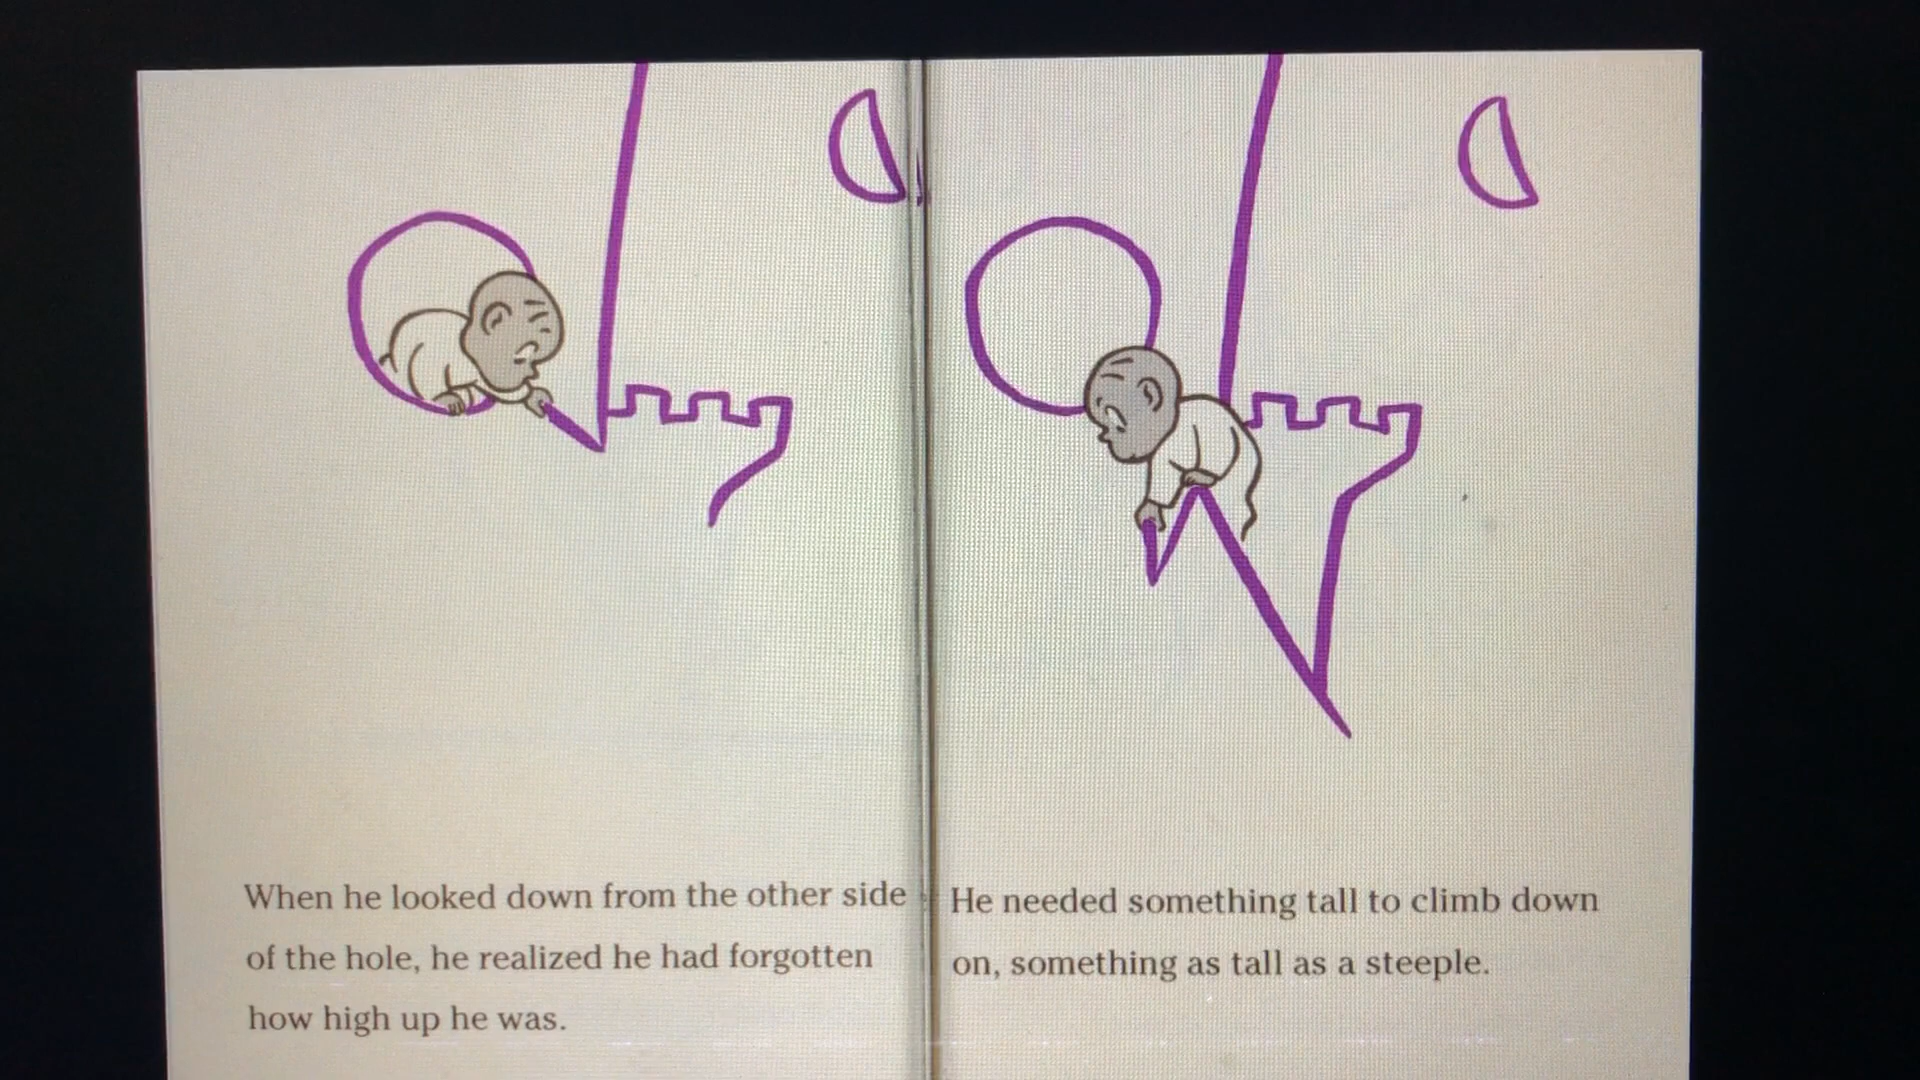 When he looked down from the other side
of the hole, he realized he had forgotten
how high up he was.
He needed something tall to climb down
on, something as tall as a steeple.